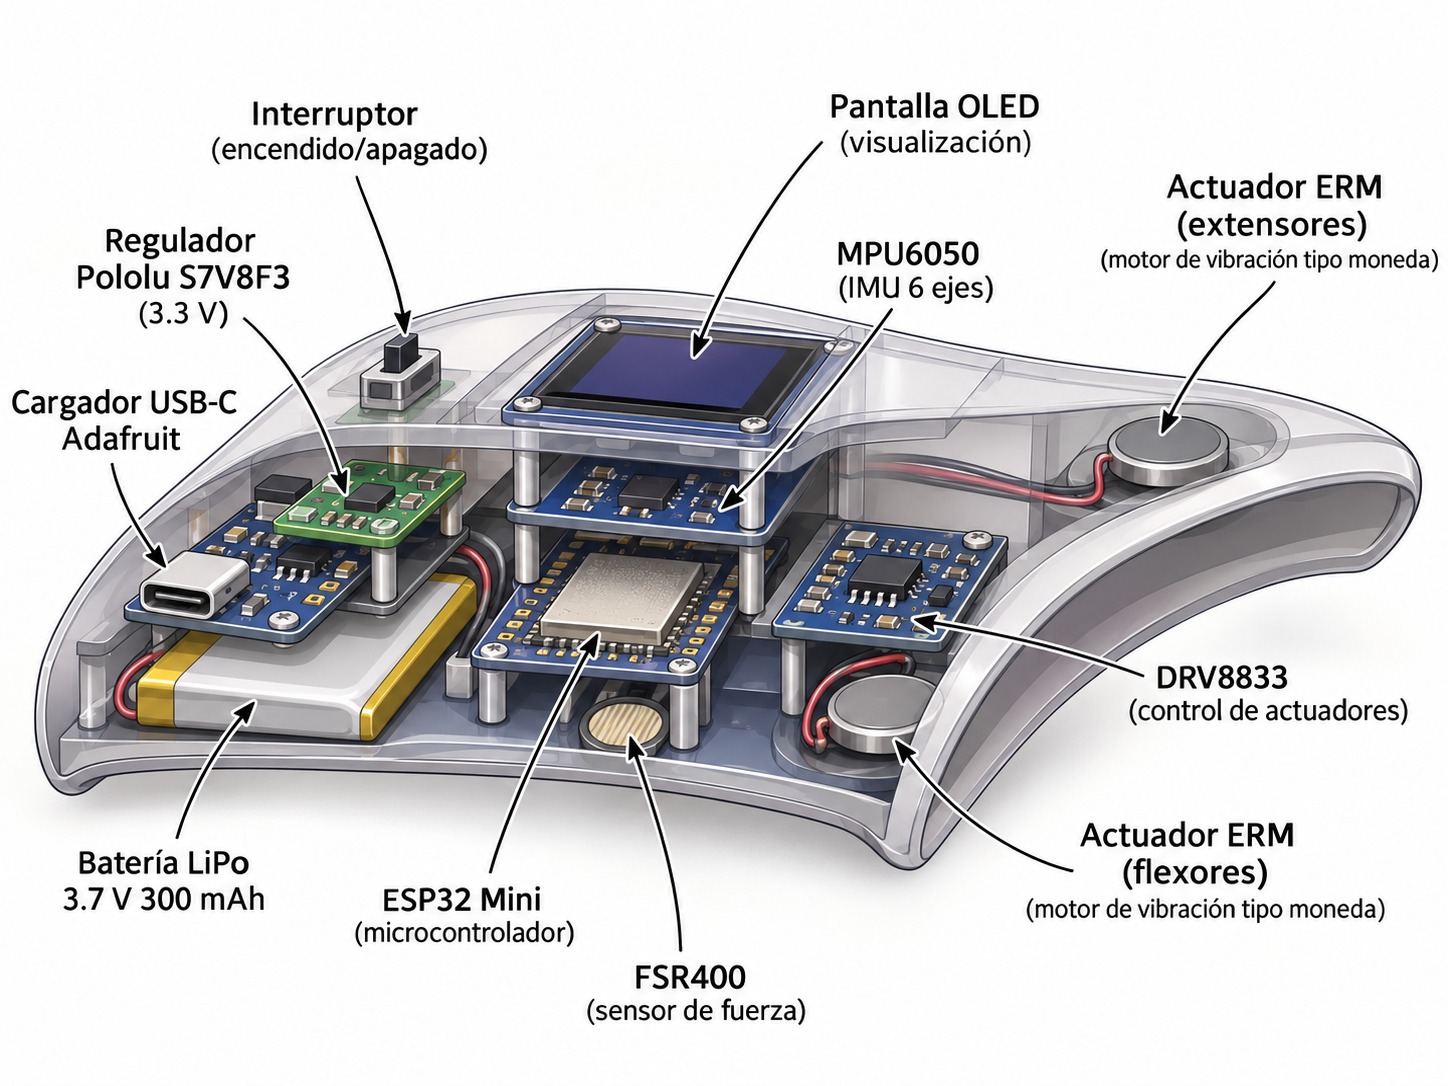 Interruptor
(encendido/apagado)
Pantalla OLED
(visualización)
Actuador ERM
(extensores)
(motor de vibración tipo moneda)
Regulador
Pololu S7V8F3
(3.3 V)
MPU6050
(IMU 6 ejes)
Cargador USB-C
Adafruit
DRV8833
(control de actuadores)
Batería LiPo
3.7 V 300 mAh
ESP32 Mini
(microcontrolador)
FSR400
(sensor de fuerza)
Actuador ERM
(flexores)
(motor de vibración tipo moneda)